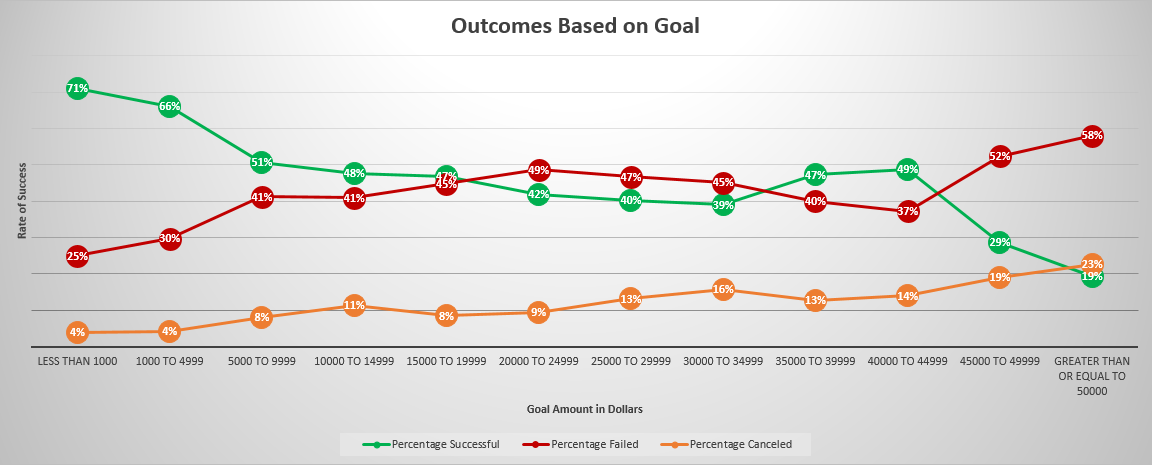 Outcomes Based on Goal
Rate of Success
71% 66% 51% 48% 47% 42% 40% 39% 47% 49% 29% 19%
25% 30% 41% 41% 45% 49% 47% 45% 40% 37% 52% 58%
4% 4% 8% 11% 8% 9% 13% 16% 13% 14% 19% 23%
LESS THAN 1000 1000 TO 4999 5000 TO 9999 10000 TO 14999 15000 TO 19999 20000 TO 24999 25000 TO 29999 30000 TO 34999 35000 TO 39999 40000 TO 44999 45000 TO 49999 GREATER THAN
OR EQUAL TO
50000
Goal Amount in Dollars
Percentage Successful Percentage Failed Percentage Canceled